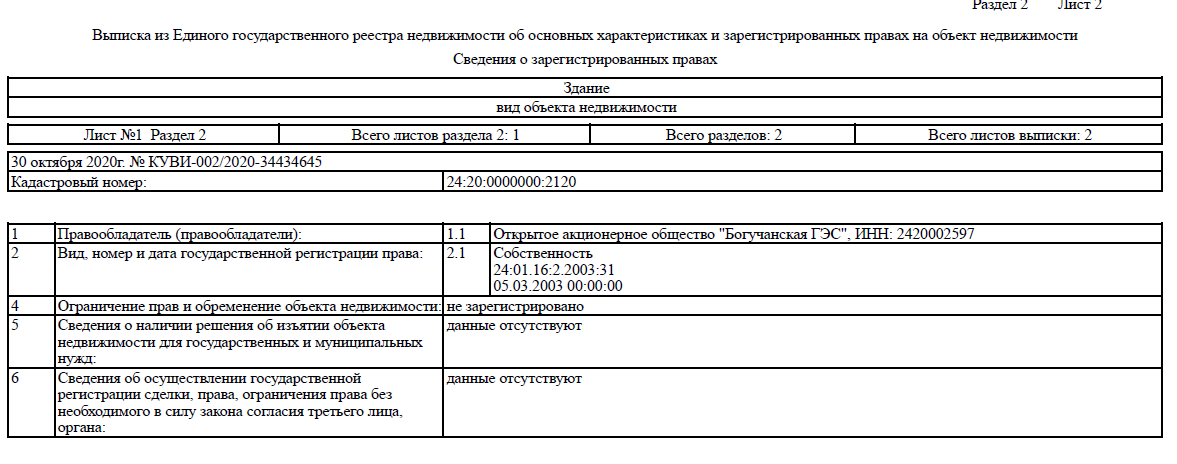 Раздел 2 Лист 2
Выписка из Единого государственного реестра недвижимости об основных характеристиках и зарегистрированных правах на объект недвижимости
Сведения о зарегистрированных правах
Здание
вид объекта недвижимости
Лист №1 Раздел 2 Всего листов раздела 2: 1 Всего разделов: 2 Всего листов выписки: 2
30 октября 2020г. № КУВИ-002/2020-34434645
Кадастровый номер: 24:20:0000000:2120
1 Правообладатель (правообладатели): 1.1 Открытое акционерное общество "Богучанская ГЭС", ИНН: 2420002597
2 Вид, номер и дата государственной регистрации права: 2.1 Собственность
24:01.16:2.2003:31
05.03.2003 00:00:00
4 Ограничение прав и обременение объекта недвижимости: не зарегистрировано
5 Сведения о наличии решения об изъятии объекта данные отсутствуют
недвижимости для государственных и муниципальных
нужд:
6 Сведения об осуществлении государственной данные отсутствуют
регистрации сделки, права, ограничения права без
необходимого в силу закона согласия третьего лица,
органа: